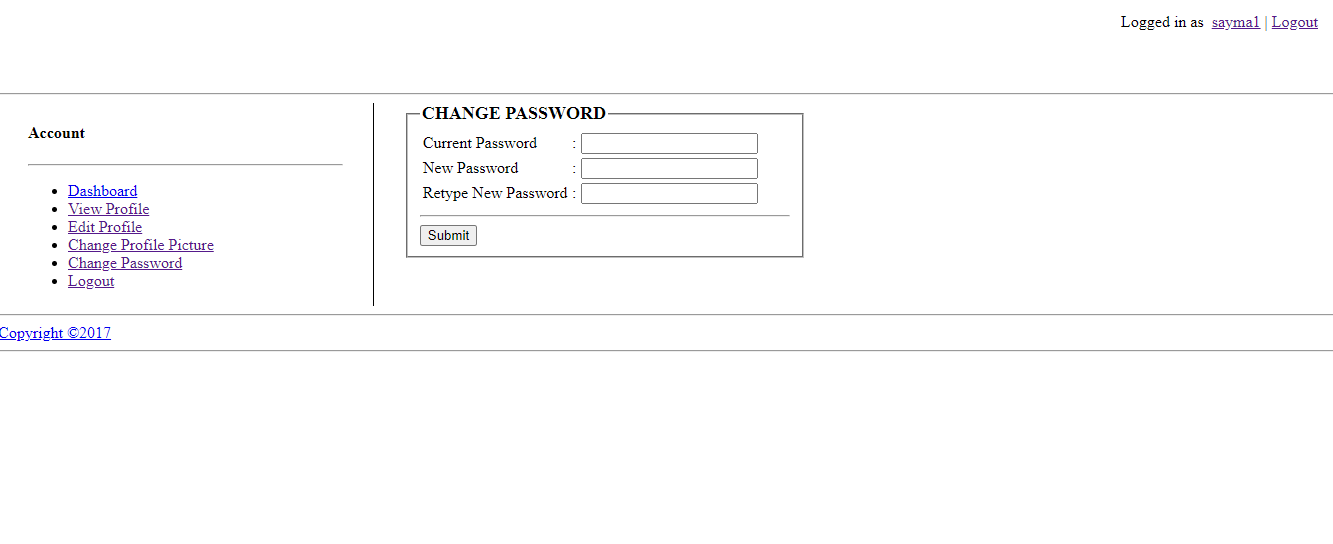 Logged in as sayma1 | Logout
Account
Dashboard
View Profile
Edit Profile
Change Profile Picture
Change Password
Logout
CHANGE PASSWORD
Current Password :
New Password :
Retype New Password :
Submit
Copyright ©2017